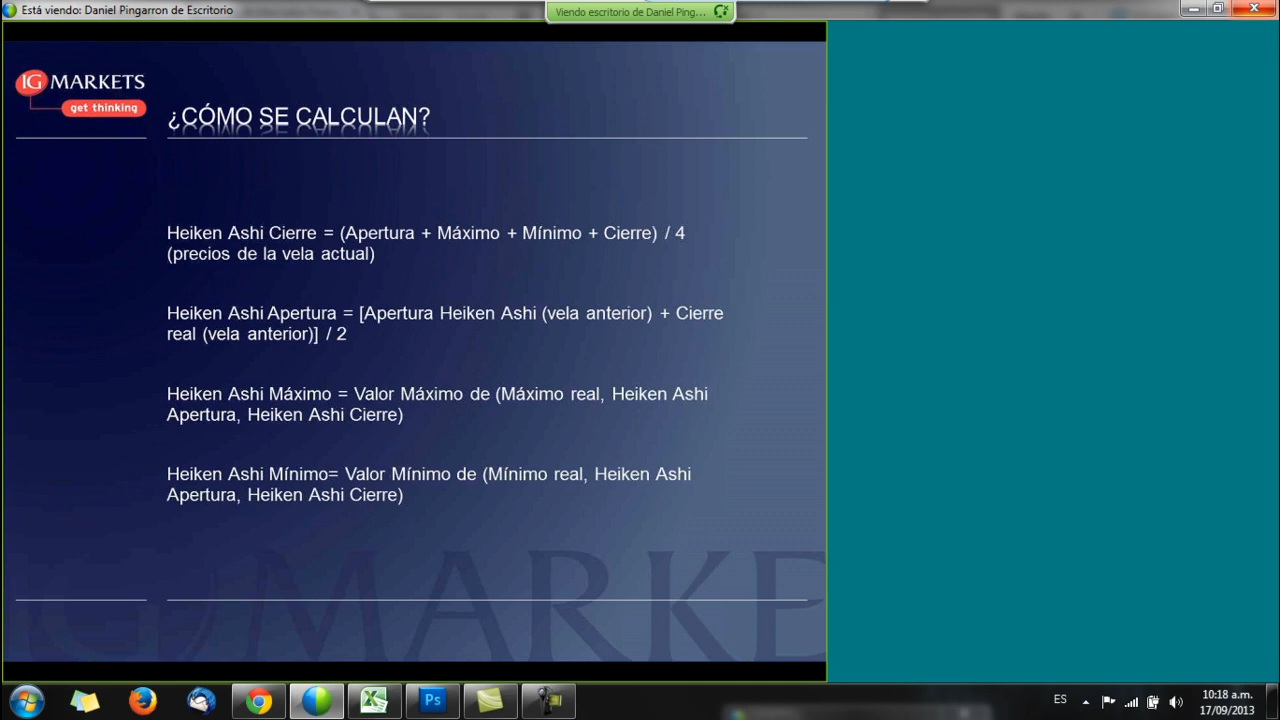 Está viendo: Daniel Pingarron de Escritorio
Viendo escritorio de Daniel Ping...
IG MARKETS
get thinking
¿CÓMO SE CALCULAN?
Heiken Ashi Cierre = (Apertura + Máximo + Mínimo + Cierre) / 4
(precios de la vela actual)
Heiken Ashi Apertura = [Apertura Heiken Ashi (vela anterior) + Cierre
real (vela anterior)] / 2
Heiken Ashi Máximo = Valor Máximo de (Máximo real, Heiken Ashi
Apertura, Heiken Ashi Cierre)
Heiken Ashi Mínimo= Valor Mínimo de (Mínimo real, Heiken Ashi
Apertura, Heiken Ashi Cierre)
IG MARKE
Ps
ES
10:18 a.m.
17/09/2013